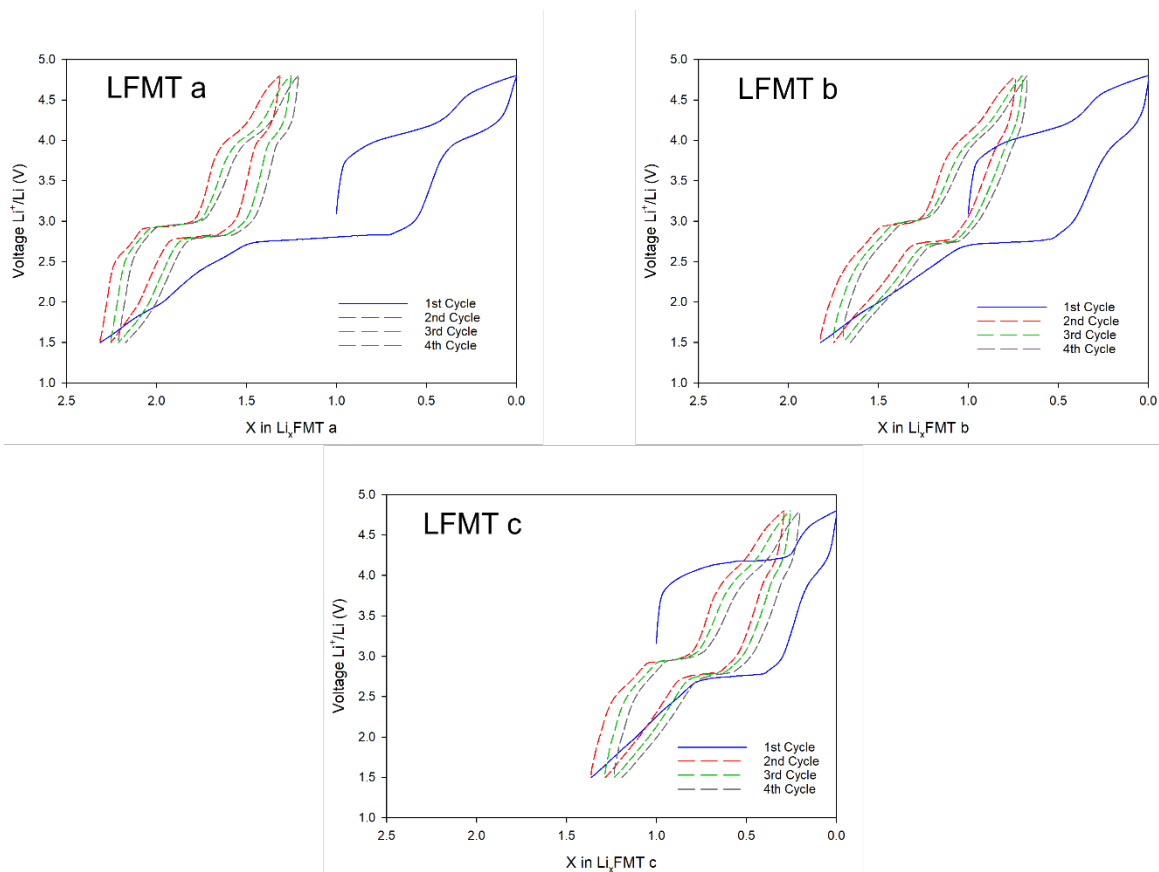 LFMT a
5.0
4.5
4.0
3.5
3.0
2.5
2.0
1.5
1.0
Voltage Li⁺/Li (V)
2.5 2.0 1.5 1.0 0.5 0.0
X in LiₓFMT a
1st Cycle
2nd Cycle
3rd Cycle
4th Cycle
LFMT b
5.0
4.5
4.0
3.5
3.0
2.5
2.0
1.5
1.0
Voltage Li⁺/Li (V)
2.5 2.0 1.5 1.0 0.5 0.0
X in LiₓFMT b
1st Cycle
2nd Cycle
3rd Cycle
4th Cycle
LFMT c
5.0
4.5
4.0
3.5
3.0
2.5
2.0
1.5
1.0
Voltage Li⁺/Li (V)
2.5 2.0 1.5 1.0 0.5 0.0
X in LiₓFMT c
1st Cycle
2nd Cycle
3rd Cycle
4th Cycle